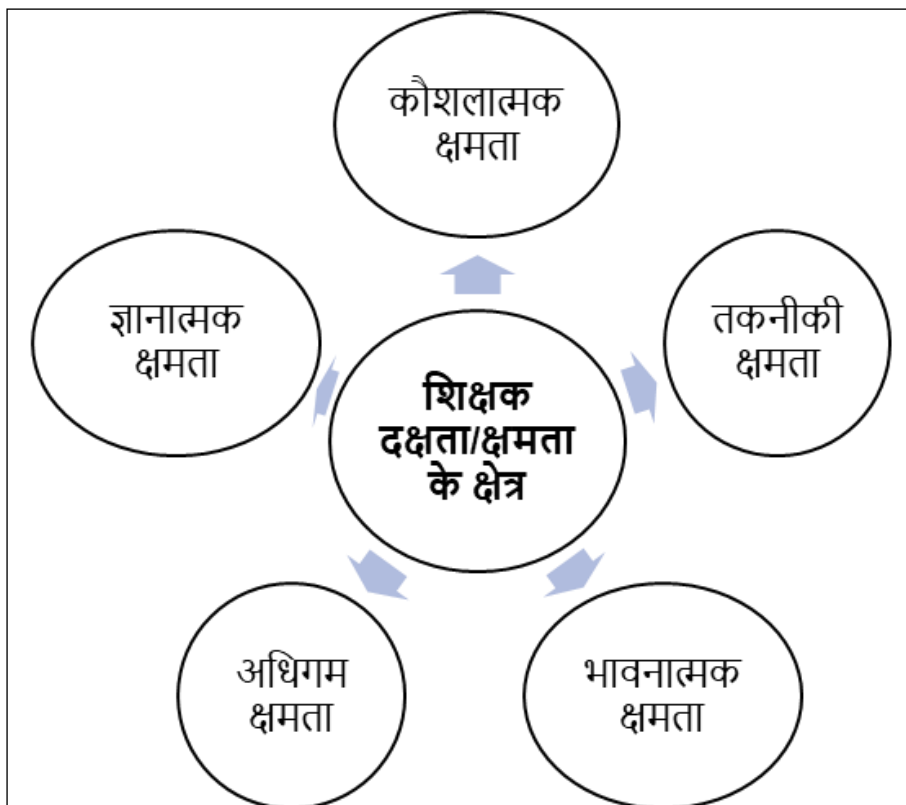 कौशलात्मक
क्षमता
तकनीकी
क्षमता
ज्ञानात्मक
क्षमता
शिक्षक
दक्षता/क्षमता
के क्षेत्र
अधिगम
क्षमता
भावनात्मक
क्षमता